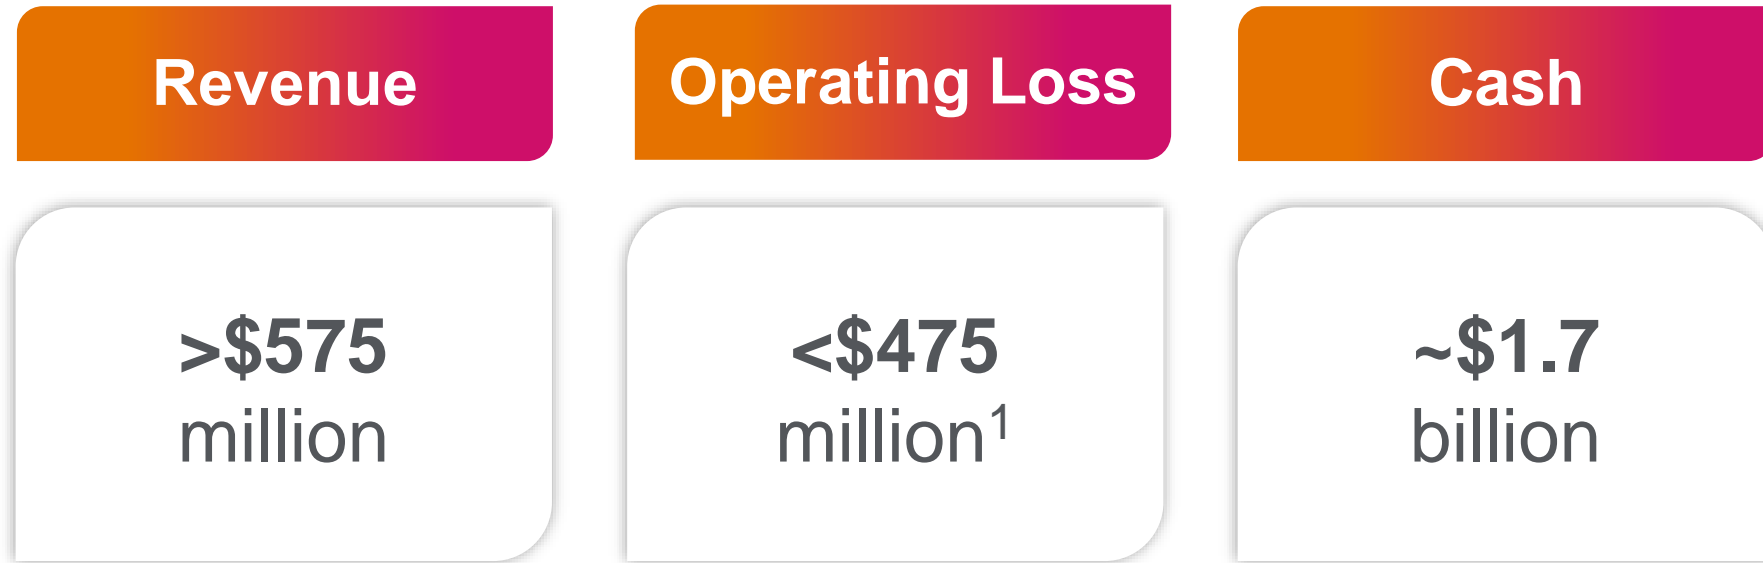 Revenue
>$575
million
Operating Loss
<$475
million¹
Cash
~$1.7
billion